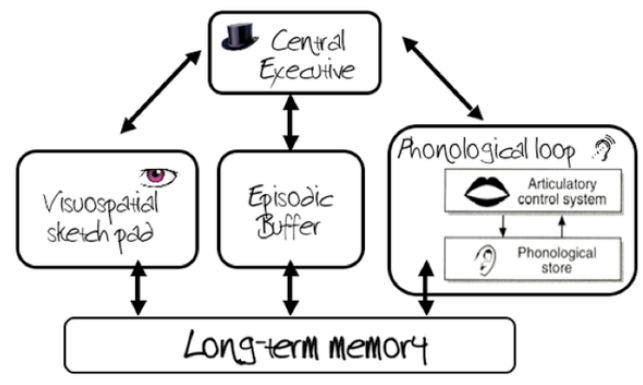 Central
Executive
Visuospatial
sketch pad
Episodic
Buffer
Phonological loop
Articulatory
control system
Phonological
store
Long-term memory